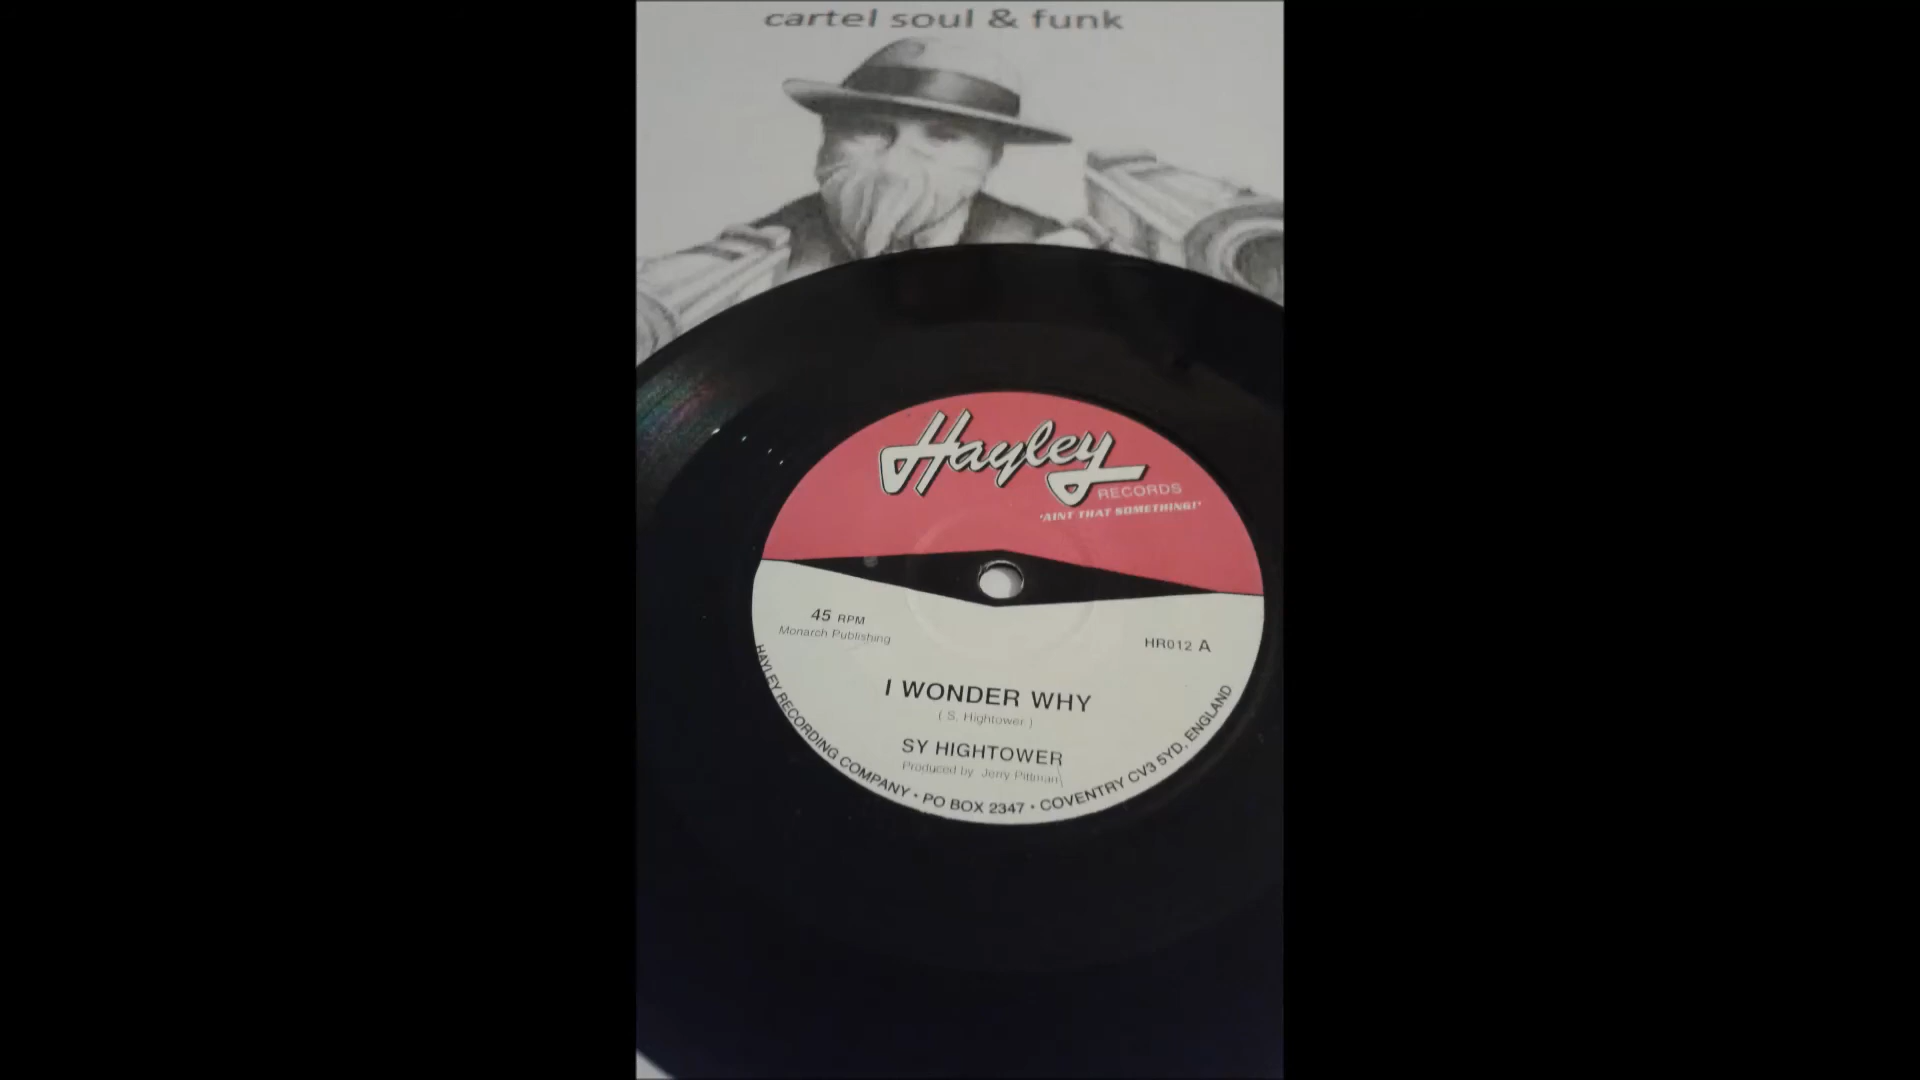 cartel soul & funk
Hayley
RECORDS
'AINT THAT SOMETHING!'
45 RPM
Monarch Publishing
HR012 A
I WONDER WHY
( S. Hightower )
SY HIGHTOWER
Produced by Jerry Pittman
HAYLEY RECORDING COMPANY • PO BOX 2347 • COVENTRY CV3 5YD, ENGLAND